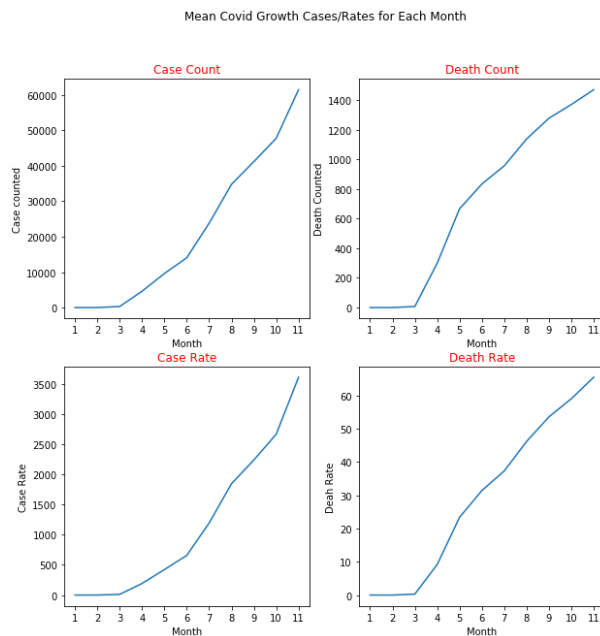 Mean Covid Growth Cases/Rates for Each Month
Case Count
Case counted
60000
50000
40000
30000
20000
10000
0
1 2 3 4 5 6 7 8 9 10 11
Month
Death Count
Death Counted
1400
1200
1000
800
600
400
200
0
1 2 3 4 5 6 7 8 9 10 11
Month
Case Rate
Case Rate
3500
3000
2500
2000
1500
1000
500
0
1 2 3 4 5 6 7 8 9 10 11
Month
Death Rate
Deah Rate
60
50
40
30
20
10
0
1 2 3 4 5 6 7 8 9 10 11
Month